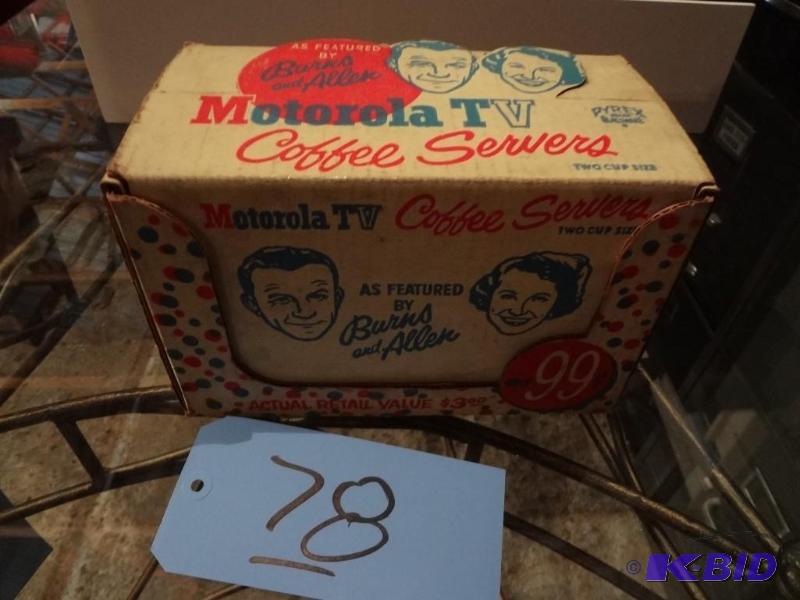 AS FEATURED
BY
Burns
and Allen
Motorola TV
Coffee Servers
PYREX
TWO CUP SIZE
Motorola TV Coffee Servers
TWO CUP SIZE
AS FEATURED
BY
Burns
and Allen
99
ACTUAL RETAIL VALUE $3.00
78
© K-BID